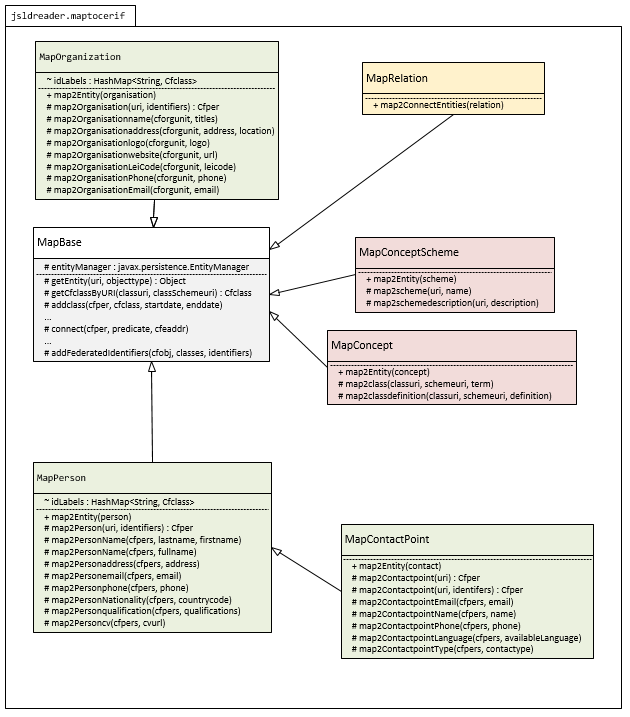 jsldreader.maptocerif
MapOrganization
~ idLabels : HashMap<String, Cfclass>
+ map2Entity(organisation)
# map2Organisation(uri, identifiers) : Cfper
# map2Organisationname(cforgunit, titles)
# map2Organisationaddress(cforgunit, address, location)
# map2Organisationlogo(cforgunit, logo)
# map2Organisationwebsite(cforgunit, url)
# map2OrganisationLeiCode(cforgunit, leicode)
# map2OrganisationPhone(cforgunit, phone)
# map2OrganisationEmail(cforgunit, email)
MapRelation
+ map2ConnectEntities(relation)
MapBase
# entityManager : javax.persistence.EntityManager
# getEntity(uri, objecttype) : Object
# getCfclassByURI(classuri, classSchemeuri) : Cfclass
# addclass(cfper, cfclass, startdate, enddate)
...
# connect(cfper, predicate, cfeaddr)
...
# addFederatedIdentifiers(cfobj, classes, identifiers)
MapConceptScheme
+ map2Entity(scheme)
# map2scheme(uri, name)
# map2schemedescription(uri, description)
MapConcept
+ map2Entity(concept)
# map2class(classuri, schemeuri, term)
# map2classdefinition(classuri, schemeuri, definition)
MapPerson
~ idLabels : HashMap<String, Cfclass>
+ map2Entity(person)
# map2Person(uri, identifiers) : Cfper
# map2PersonName(cfpers, lastname, firstname)
# map2PersonName(cfpers, fullname)
# map2Personaddress(cfpers, address)
# map2Personemail(cfpers, email)
# map2Personphone(cfpers, phone)
# map2PersonNationality(cfpers, countrycode)
# map2Personqualification(cfpers, qualifications)
# map2Personcv(cfpers, cvurl)
MapContactPoint
+ map2Entity(contact)
# map2Contactpoint(uri) : Cfper
# map2Contactpoint(uri, identifers) : Cfper
# map2ContactpointEmail(cfpers, email)
# map2ContactpointName(cfpers, name)
# map2ContactpointPhone(cfpers, phone)
# map2ContactpointLanguage(cfpers, availableLanguage)
# map2ContactpointType(cfpers, contactype)